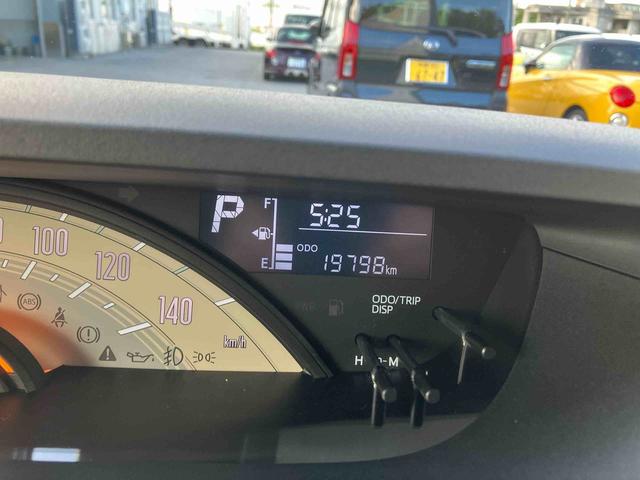 P
F
5:25
ODO
E
19798km
100
120
140
km/h
ABS
ODO/TRIP
DISP
H
M